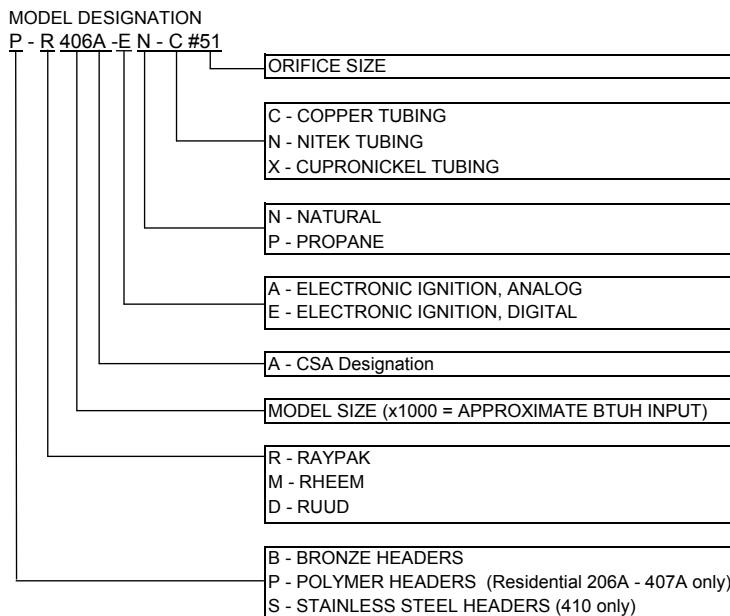 MODEL DESIGNATION
P - R 406A -E N - C #51
ORIFICE SIZE
C - COPPER TUBING
N - NITEK TUBING
X - CUPRONICKEL TUBING
N - NATURAL
P - PROPANE
A - ELECTRONIC IGNITION, ANALOG
E - ELECTRONIC IGNITION, DIGITAL
A - CSA Designation
MODEL SIZE (x1000 = APPROXIMATE BTUH INPUT)
R - RAYPAK
M - RHEEM
D - RUUD
B - BRONZE HEADERS
P - POLYMER HEADERS (Residential 206A - 407A only)
S - STAINLESS STEEL HEADERS (410 only)